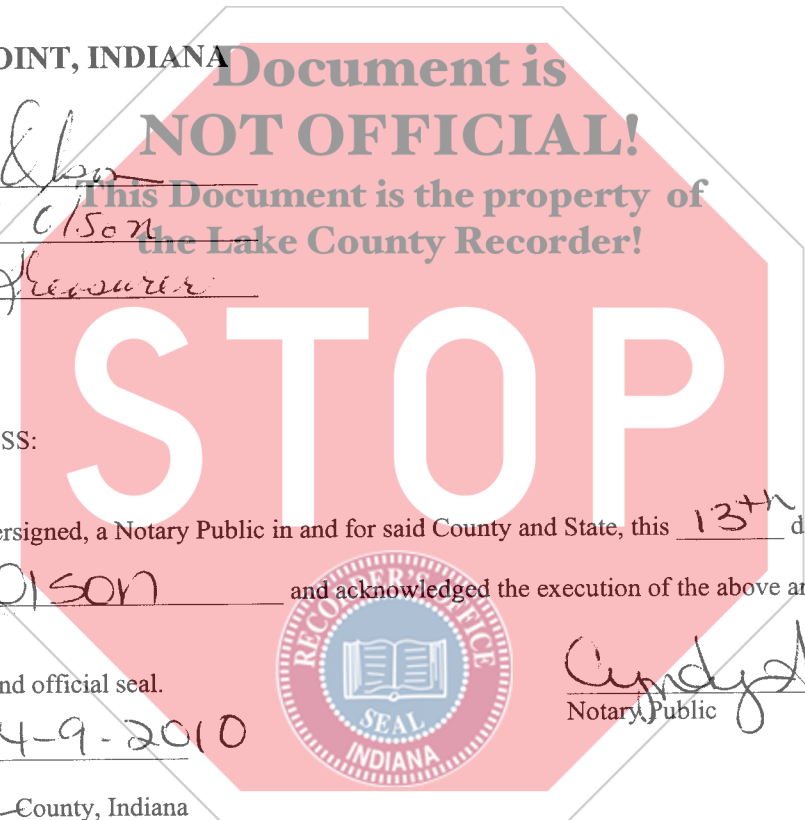 OINT, INDIANA
Document is
NOT OFFICIAL!
This Document is the property of
the Lake County Recorder!
Olson
Treasurer
STOP
SS:
ersigned, a Notary Public in and for said County and State, this 13th d
Olson and acknowledged the execution of the above an
nd official seal.
Cyndy
Notary Public
4-9-2010
RECORDER'S OFFICE
SEAL
INDIANA
County, Indiana